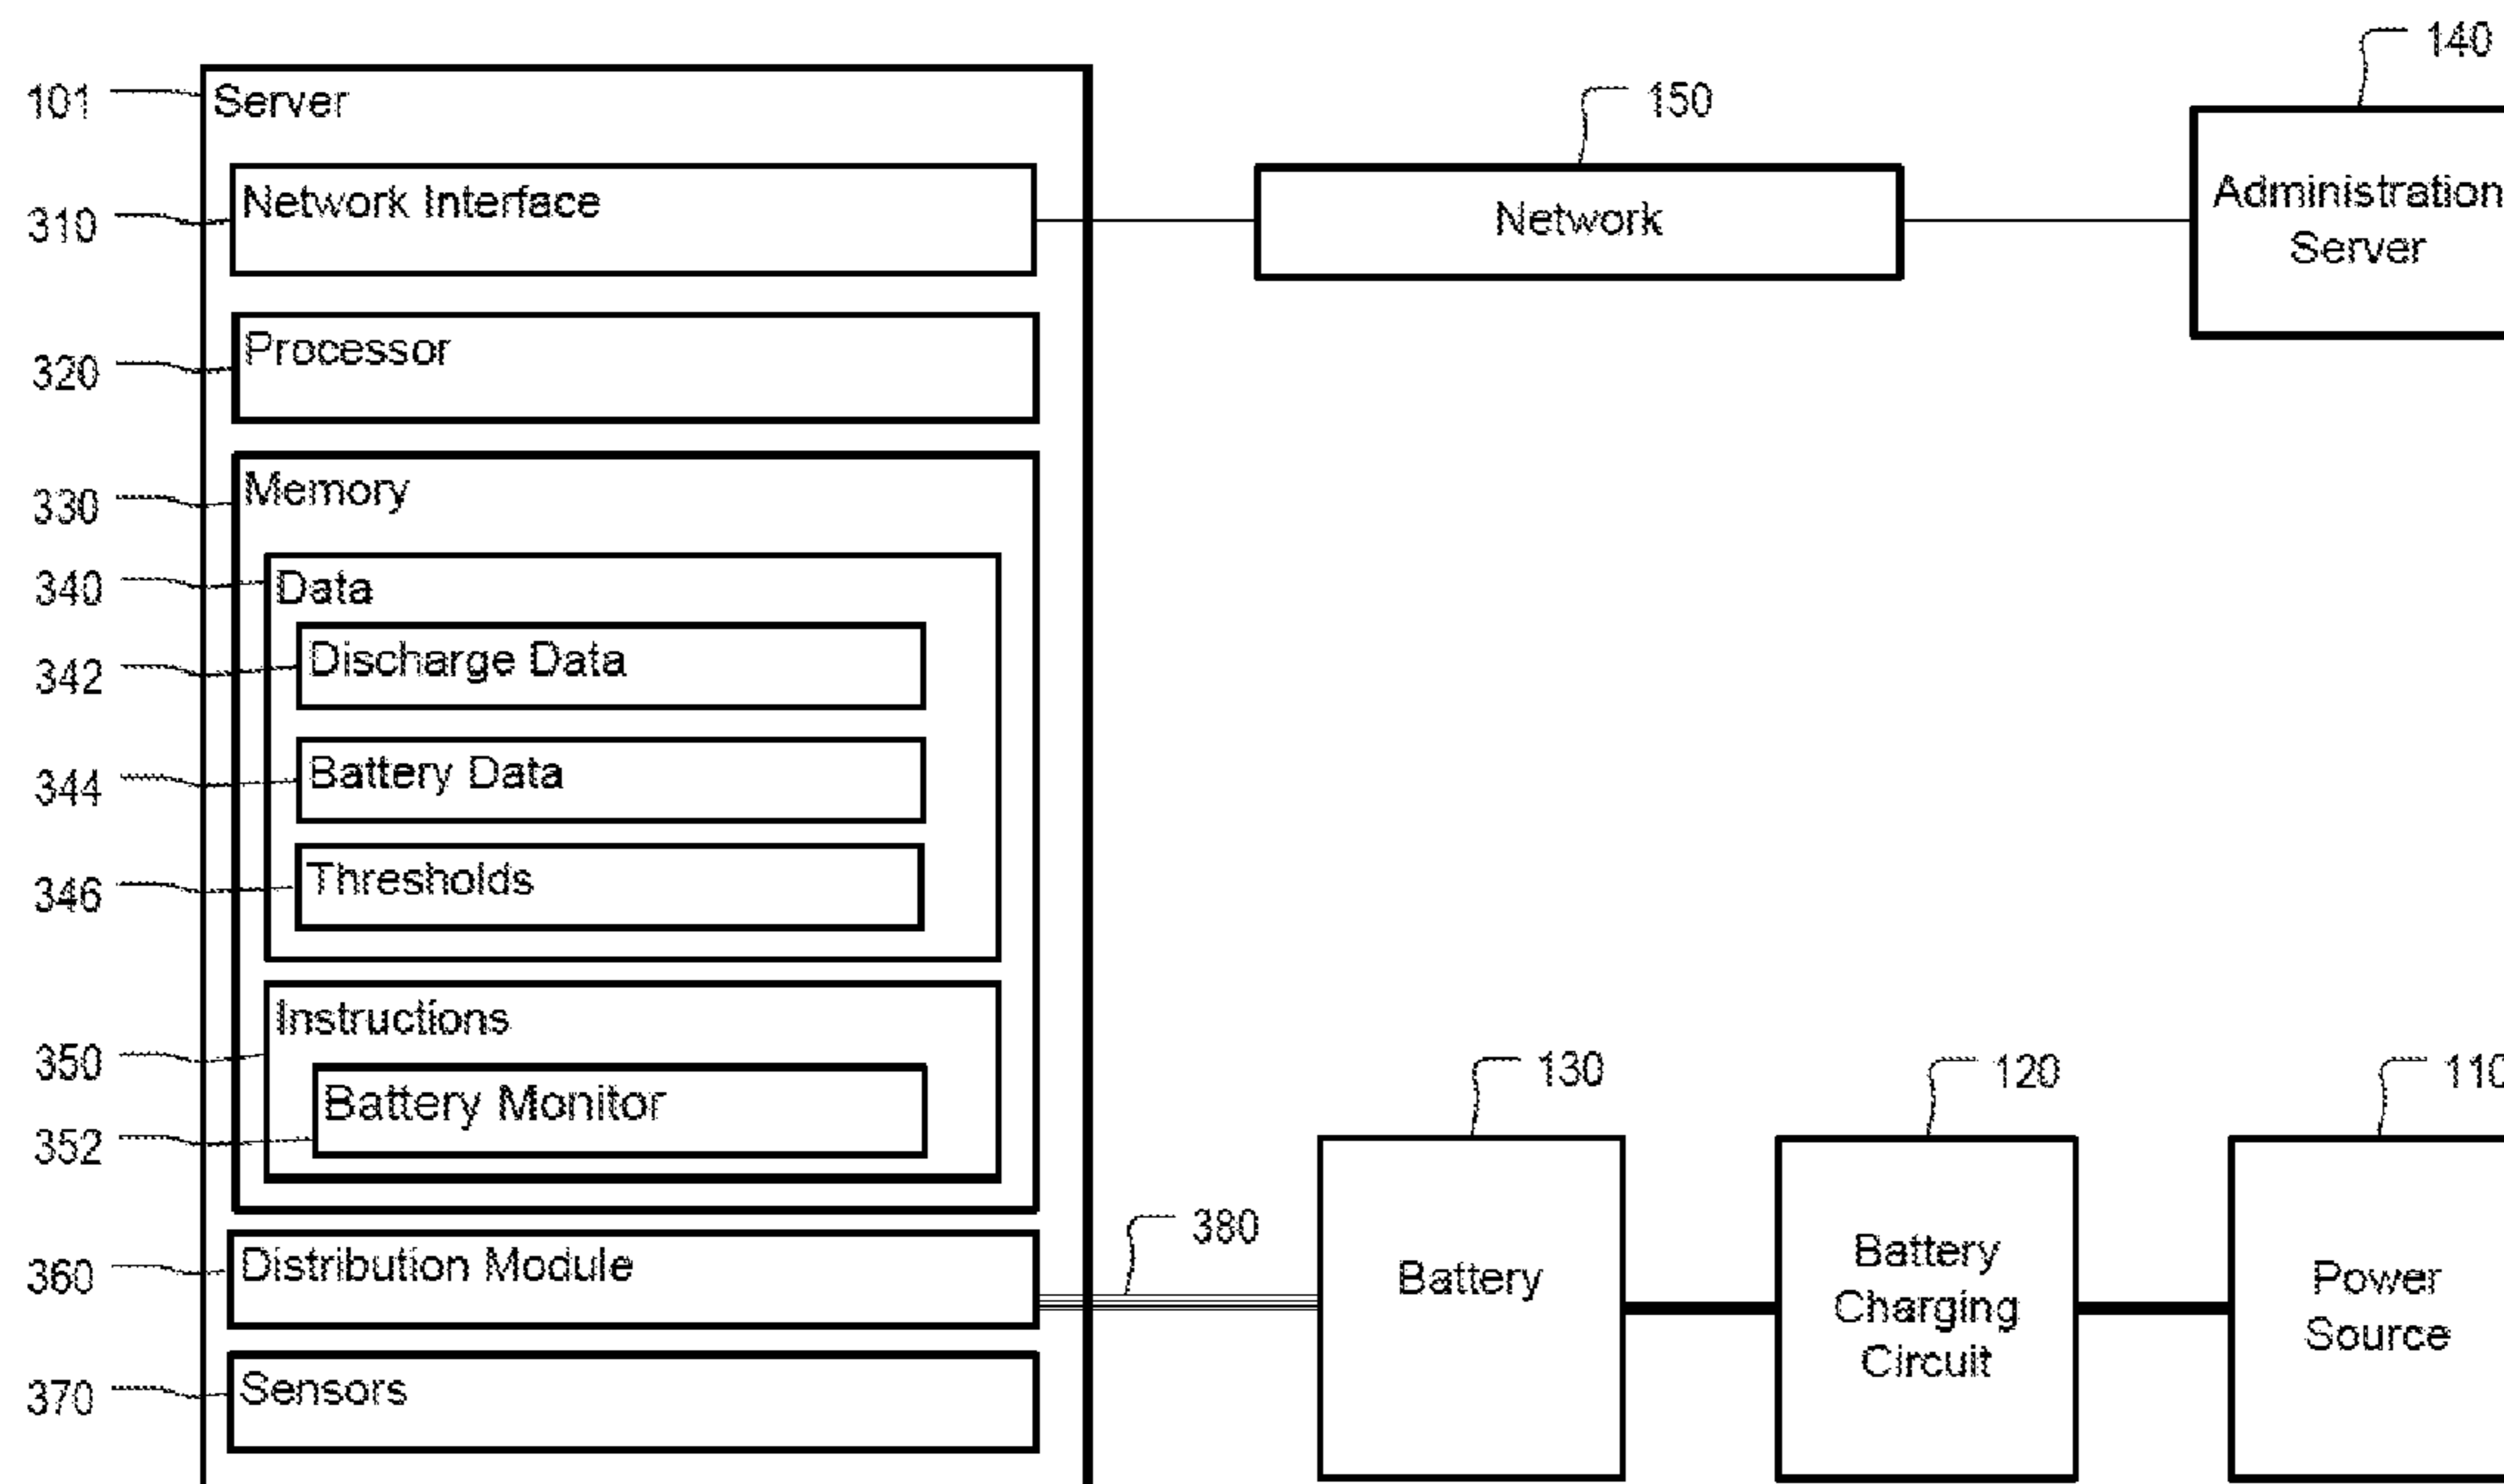 140
150
101
Server
310
Network Interface
Network
Administration
Server
320
Processor
330
Memory
340
Data
342
Discharge Data
344
Battery Data
346
Thresholds
350
Instructions
352
Battery Monitor
130
120
110
380
360
Distribution Module
Battery
Battery
Charging
Circuit
Power
Source
370
Sensors